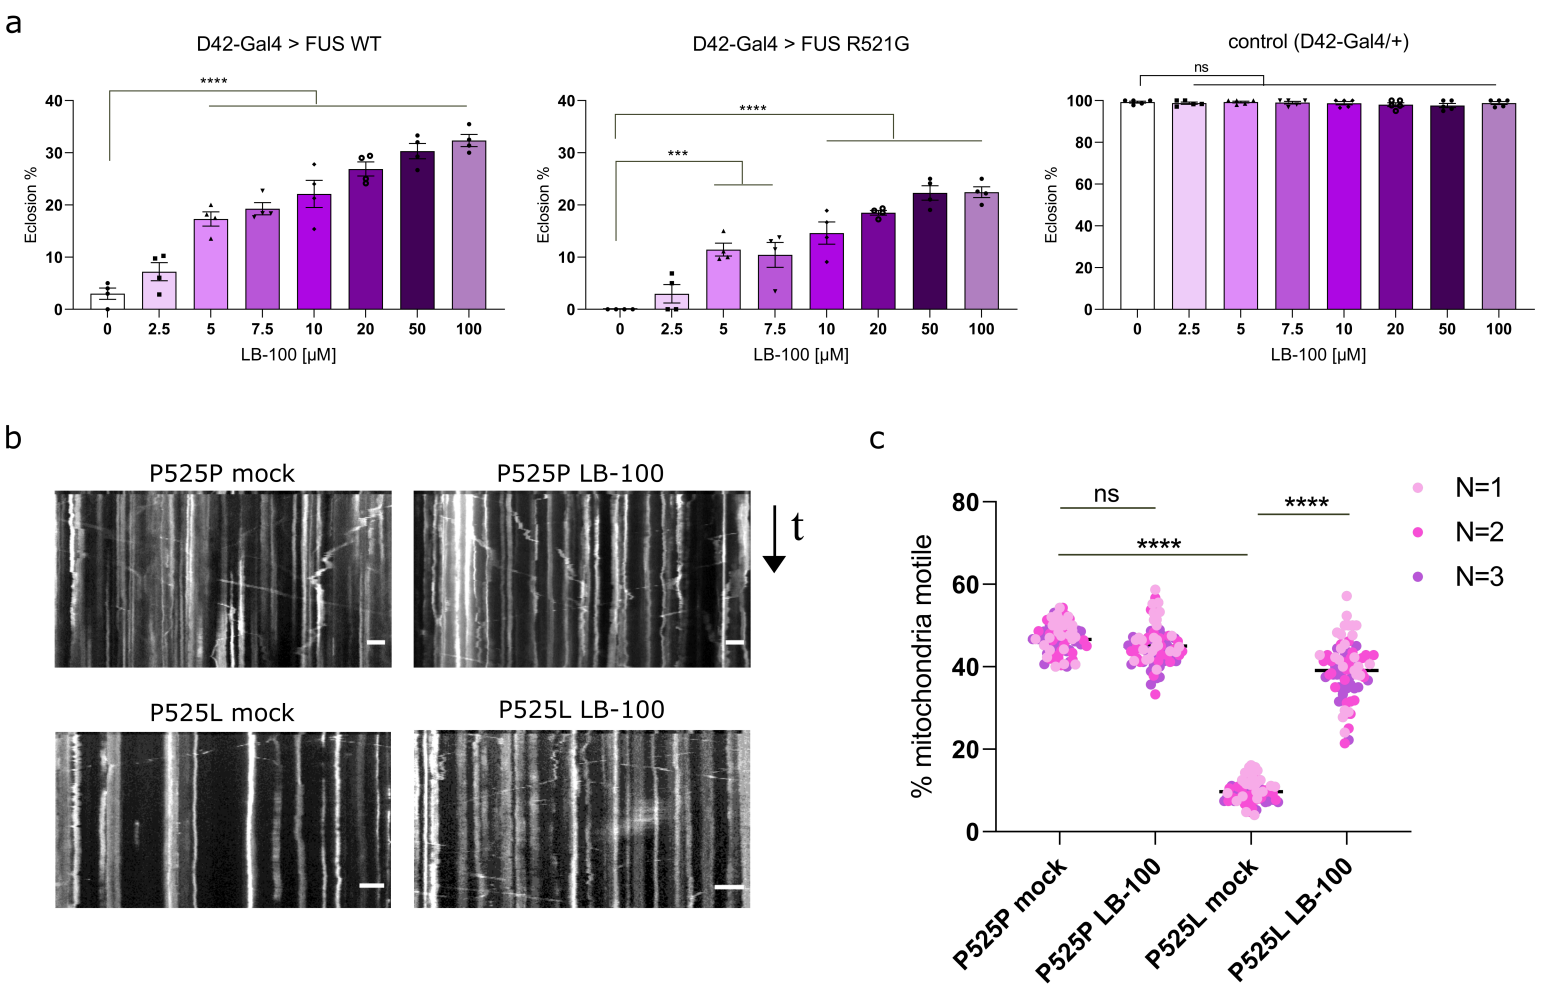 a
D42-Gal4 > FUS WT
****
40
30
20
10
0
Eclosion %
0 2.5 5 7.5 10 20 50 100
LB-100 [µM]
D42-Gal4 > FUS R521G
****
***
40
30
20
10
0
Eclosion %
0 2.5 5 7.5 10 20 50 100
LB-100 [µM]
control (D42-Gal4/+)
ns
100
80
60
40
20
0
Eclosion %
0 2.5 5 7.5 10 20 50 100
LB-100 [µM]
b
P525P mock
P525P LB-100
t
P525L mock
P525L LB-100
c
ns
****
****
80
60
40
20
0
% mitochondria motile
P525P mock
P525P LB-100
P525L mock
P525L LB-100
N=1
N=2
N=3